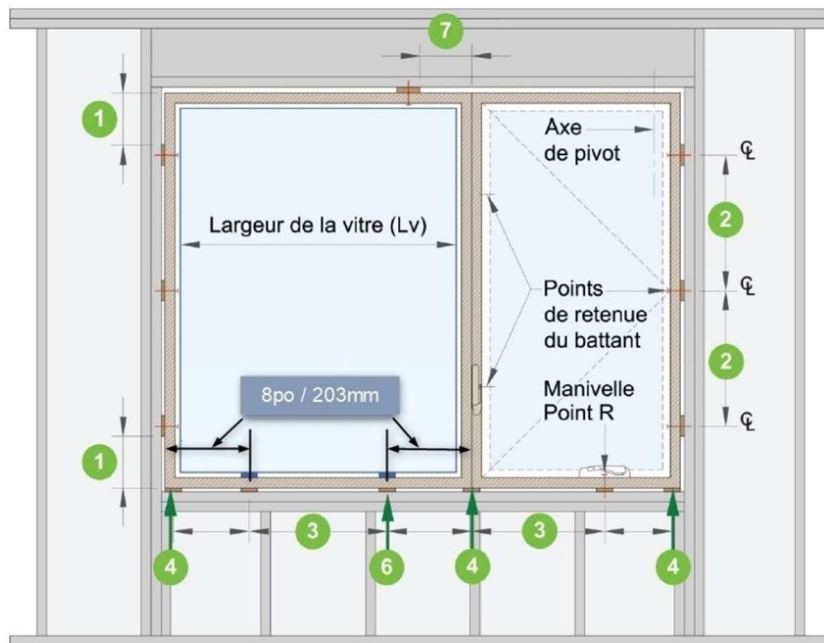 7
1
Axe
de pivot
℄
Largeur de la vitre (Lv)
2
Points
de retenue
du battant
℄
2
8po / 203mm
Manivelle
Point R
℄
1
3
3
4
6
4
4